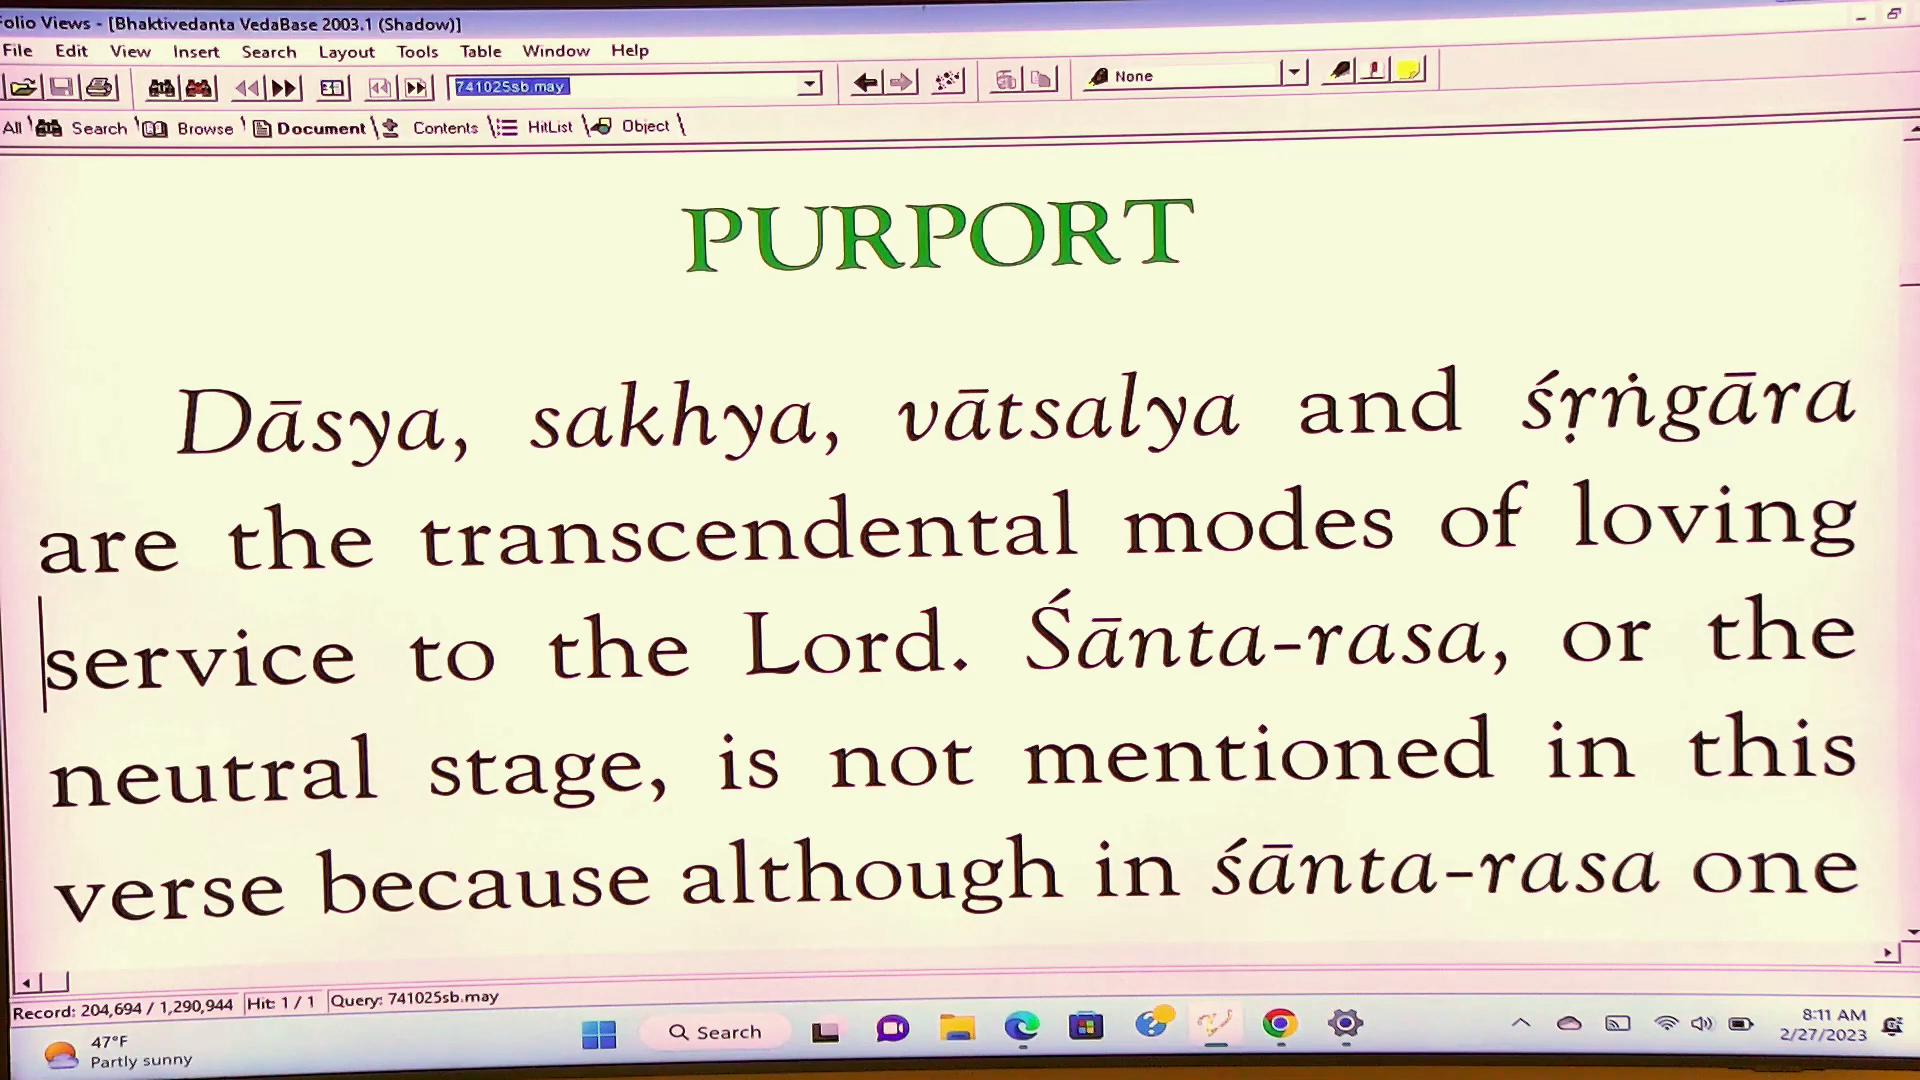 Folio Views - [Bhaktivedanta VedaBase 2003.1 (Shadow)]
File Edit View Insert Search Layout Tools Table Window Help
741025sb.may
None
All Search Browse Document Contents HitList Object
PURPORT
Dāsya, sakhya, vātsalya and śṛṅgāra
are the transcendental modes of loving
service to the Lord. Śānta-rasa, or the
neutral stage, is not mentioned in this
verse because although in śānta-rasa one
Record: 204,694 / 1,290,944 Hit: 1 / 1 Query: 741025sb.may
47°F
Partly sunny
Search
8:11 AM
2/27/2023